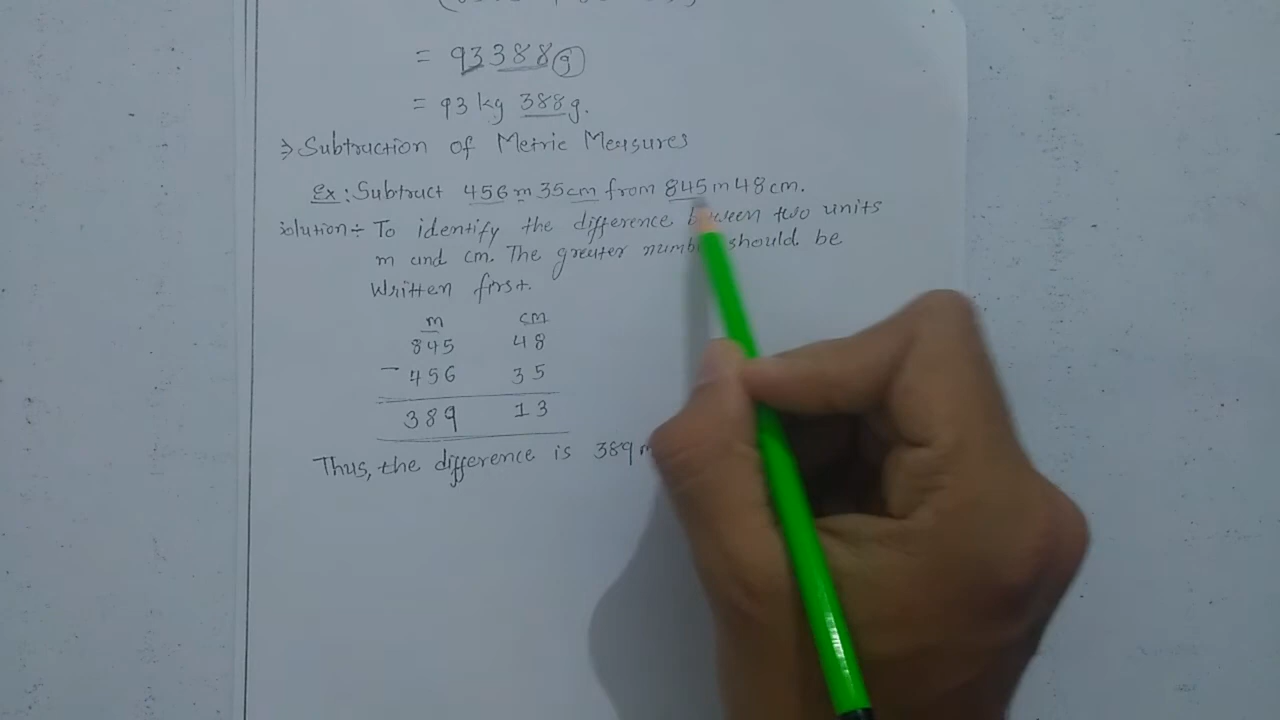 = 93388g
= 93 kg 388g.
⇒ Subtraction of Metric Measures
Ex: Subtract 456 m 35 cm from 845 m 48 cm.
Solution÷ To identify the difference between two units
m and cm. The greater number should be
written first.
m cm
845 48
- 456 35
389 13
Thus, the difference is 389 m